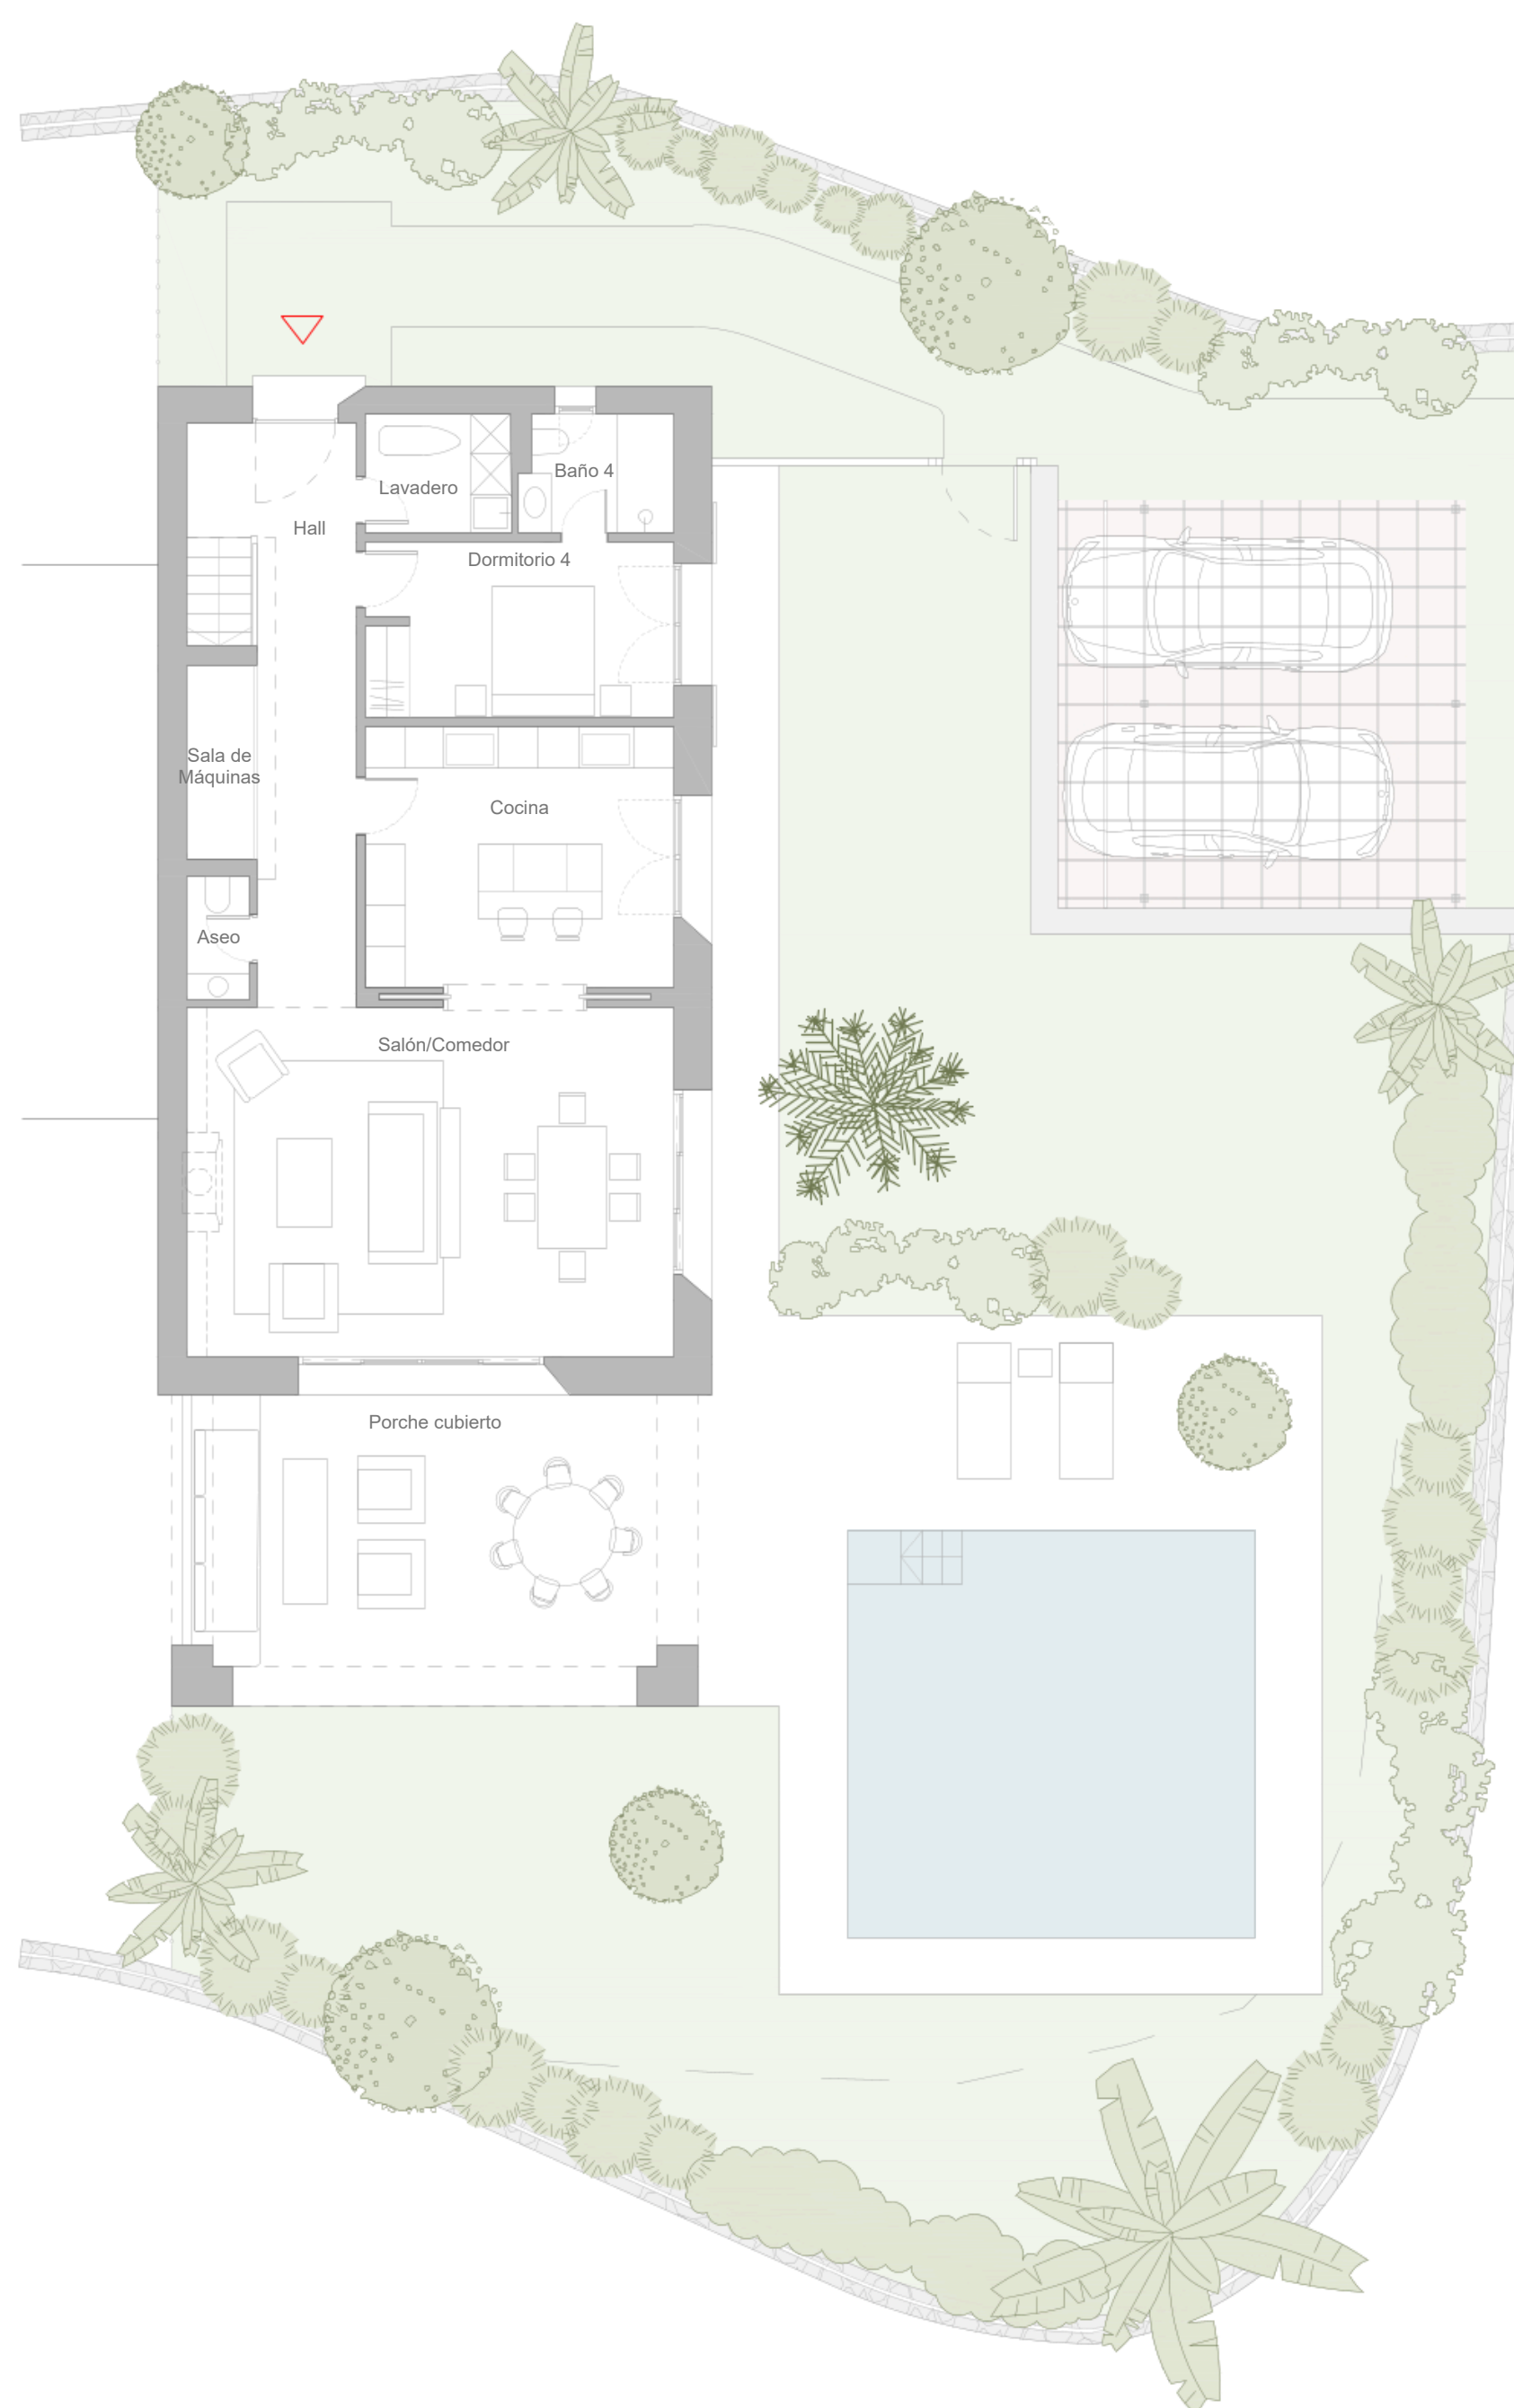 Baño 4
Lavadero
Hall
Dormitorio 4
Sala de
Máquinas
Cocina
Aseo
Salón/Comedor
Porche cubierto